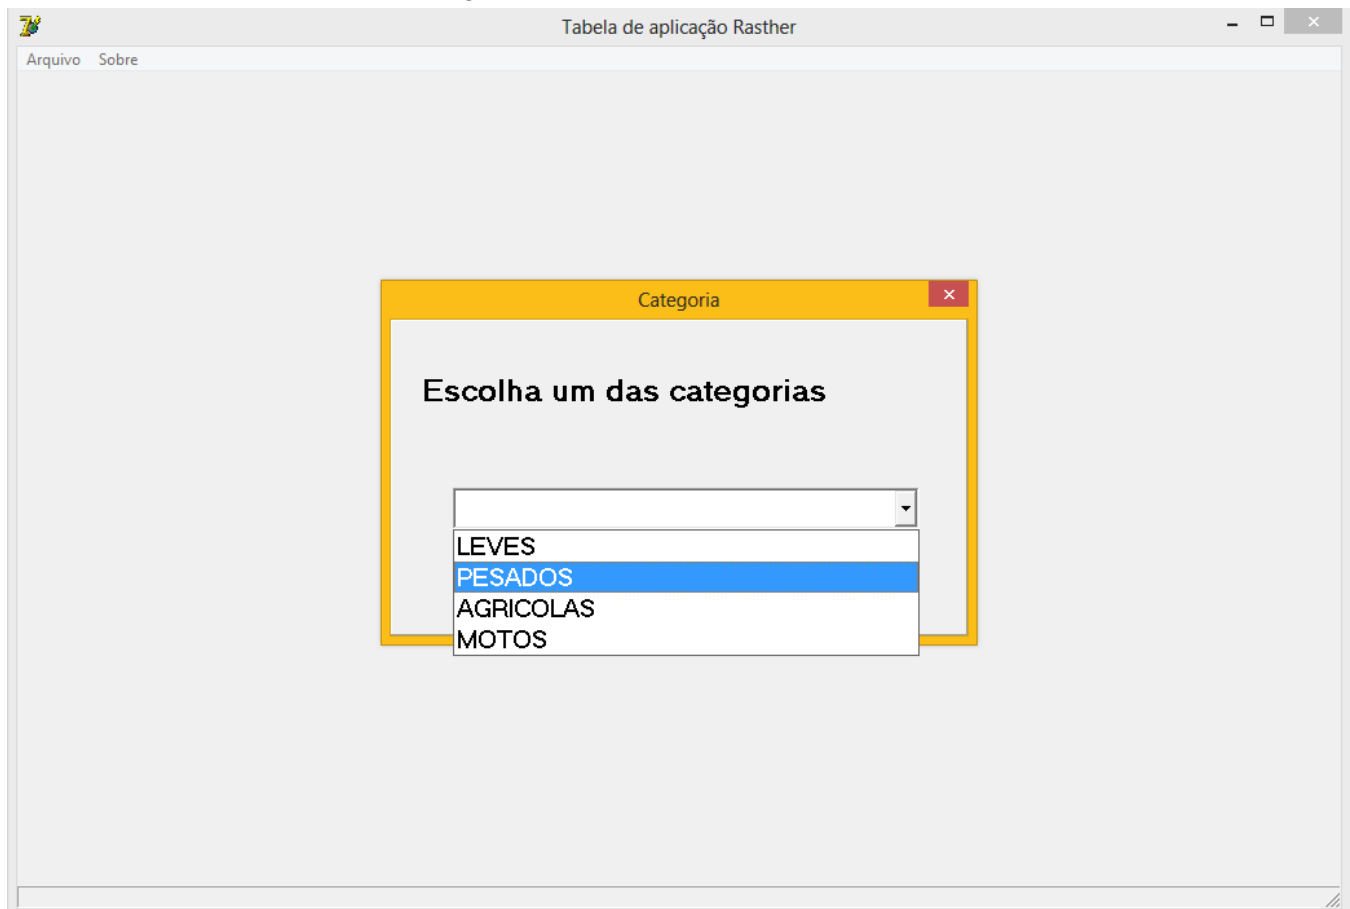 Tabela de aplicação Rasther
Arquivo Sobre
Categoria
Escolha um das categorias
LEVES
PESADOS
AGRICOLAS
MOTOS